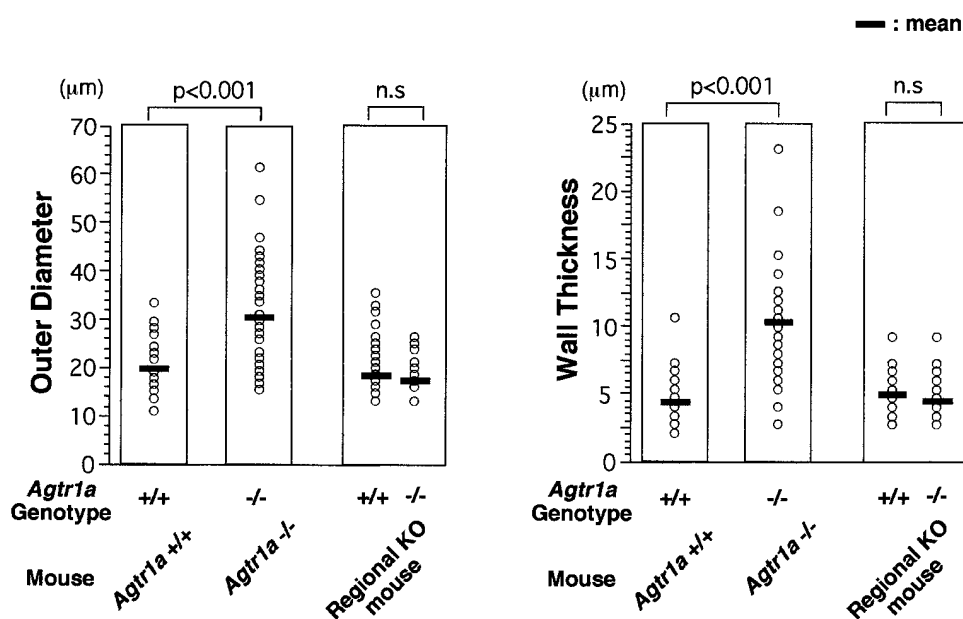 ▬ : mean
(μm)
p<0.001
n.s
70
60
50
40
30
20
10
0
Outer Diameter
Agtr1a
Genotype
+/+
-/-
+/+
-/-
Mouse
Agtr1a +/+
Agtr1a -/-
Regional KO
mouse
(μm)
p<0.001
n.s
25
20
15
10
5
0
Wall Thickness
Agtr1a
Genotype
+/+
-/-
+/+
-/-
Mouse
Agtr1a +/+
Agtr1a -/-
Regional KO
mouse